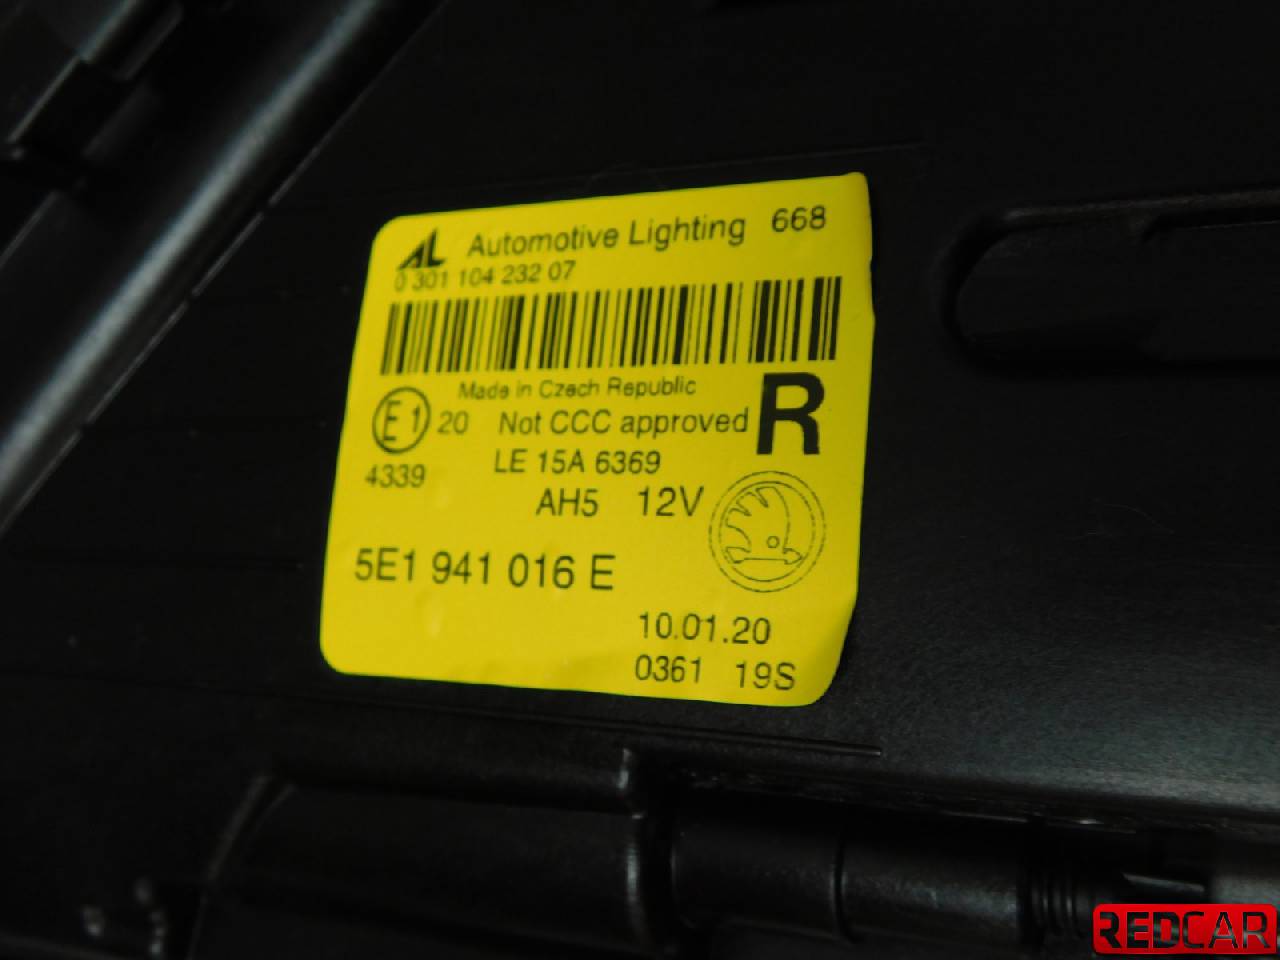 AL Automotive Lighting 668
0 301 104 232 07
Made in Czech Republic
E1 20 Not CCC approved R
4339 LE 15A 6369
AH5 12V
5E1 941 016 E
10.01.20
0361 19S
REDCAR